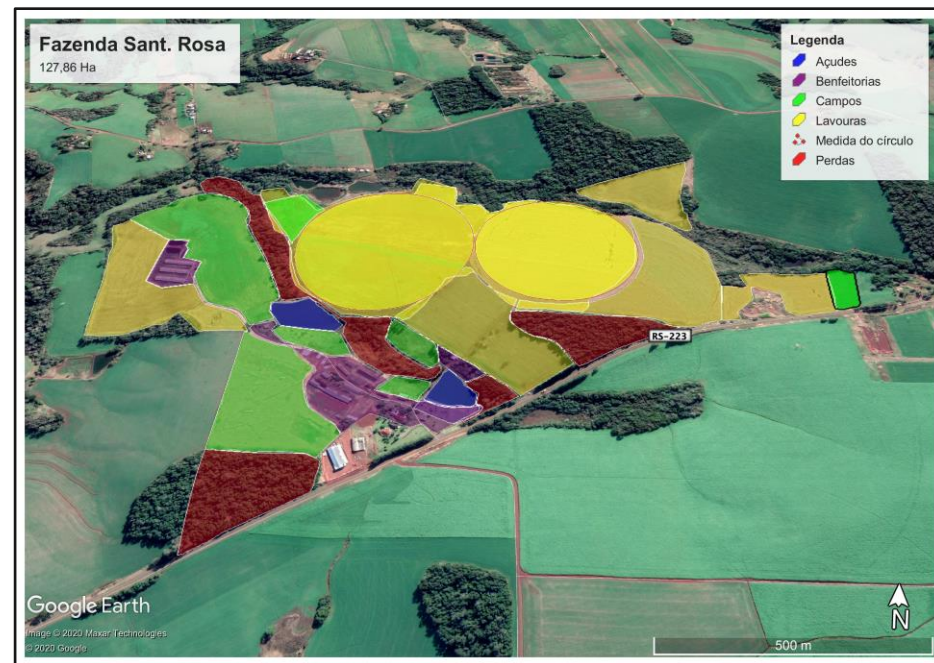 Fazenda Sant. Rosa
127,86 Ha
Legenda
Açudes
Benfeitorias
Campos
Lavouras
Medida do círculo
Perdas
RS-223
Google Earth
Image © 2020 Maxar Technologies
© 2020 Google
N
500 m